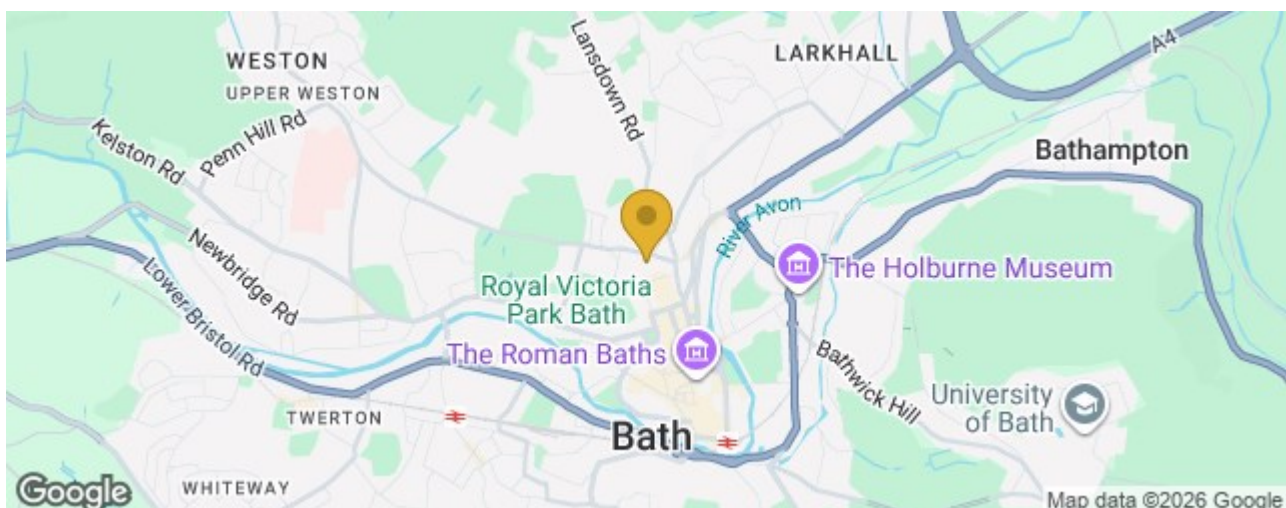 WESTON
UPPER WESTON
Lansdown Rd
LARKHALL
A4
Kelston Rd
Penn Hill Rd
Bathampton
River Avon
Newbridge Rd
Lower Bristol Rd
Royal Victoria
Park Bath
The Holburne Museum
The Roman Baths
Bathwick Hill
University
of Bath
TWERTON
Bath
WHITEWAY
Google
Map data ©2026 Google